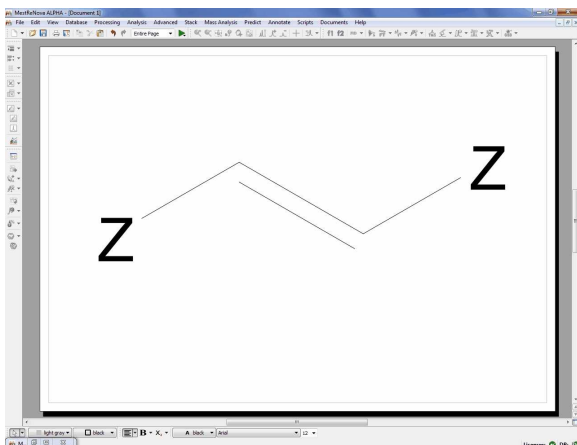 MestReNova ALPHA - [Document 1]
File Edit View Database Processing Analysis Advanced Stack Mass Analysis Predict Annotate Scripts Documents Help
Entire Page
Z
Z
light gray black B X, A black Arial 12